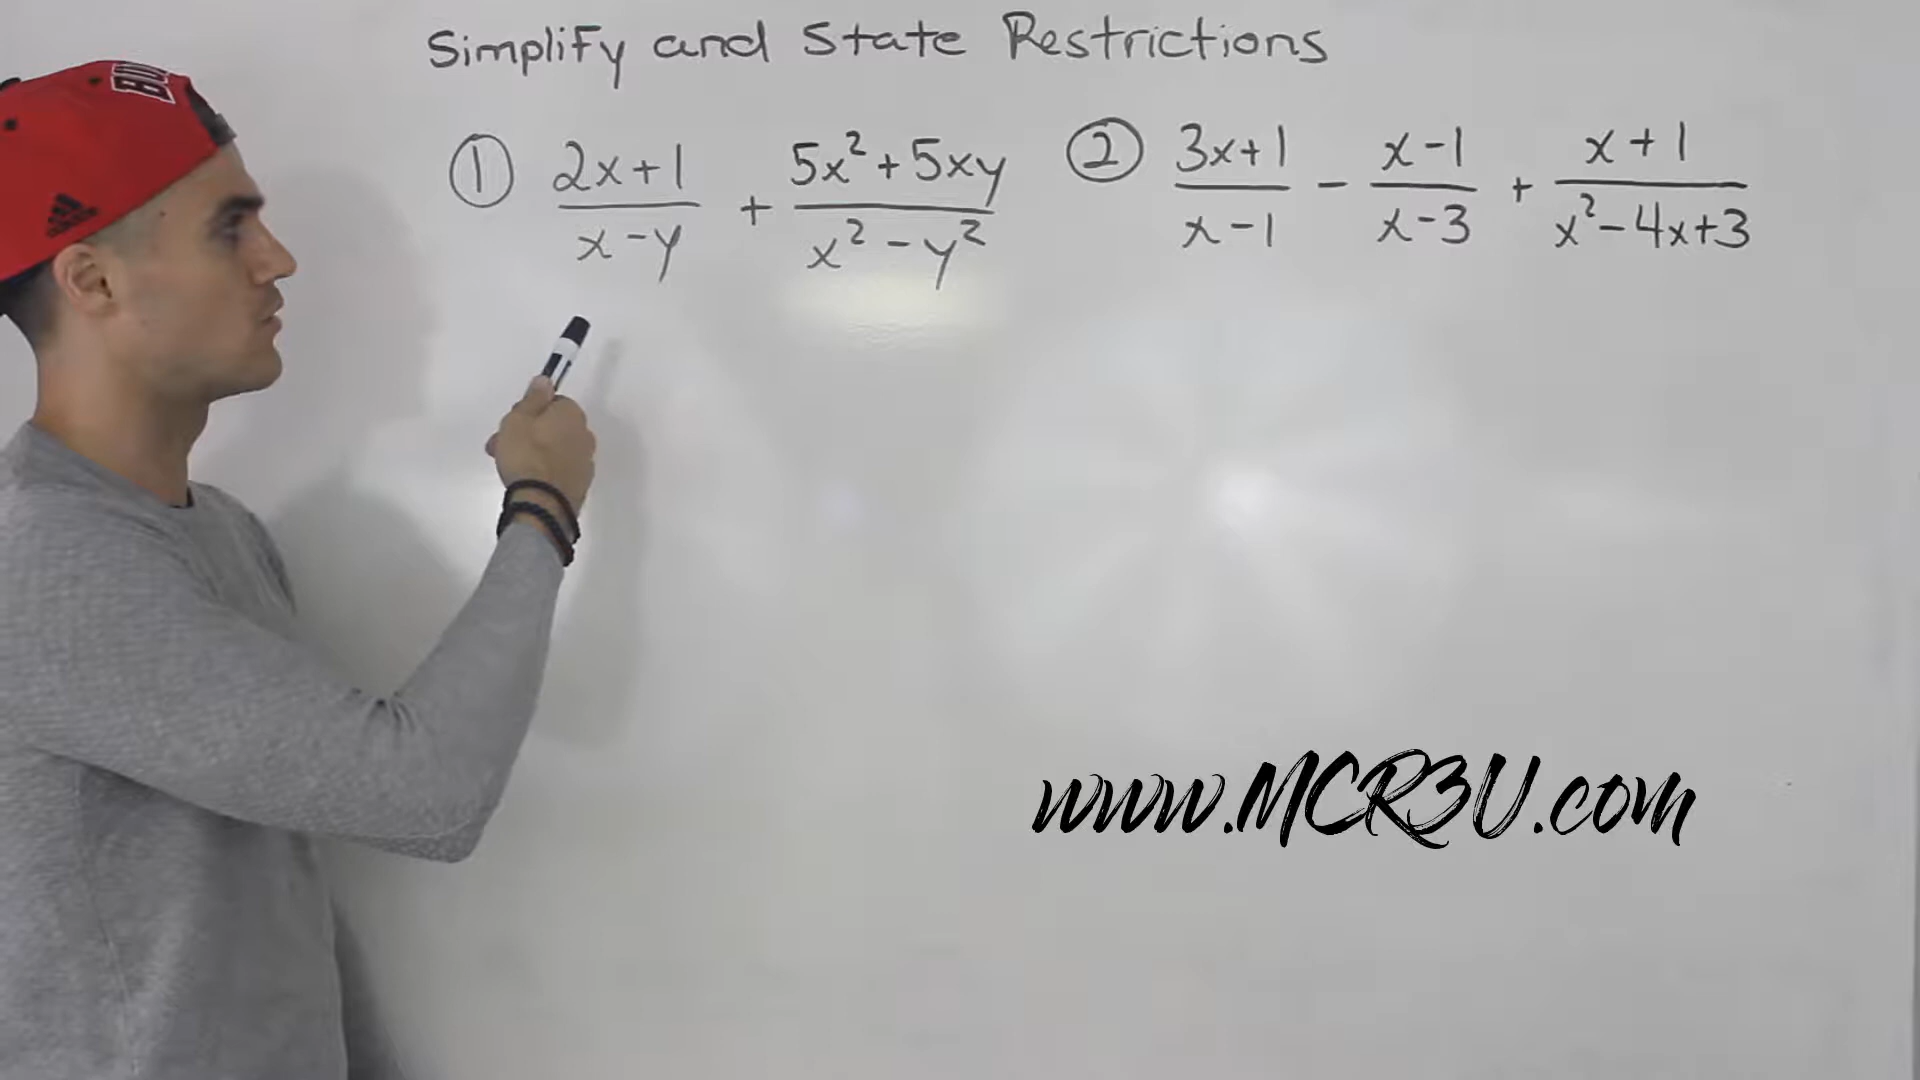 Simplify and State Restrictions
① (2x+1)/(x-y) + (5x²+5xy)/(x²-y²)
② (3x+1)/(x-1) - (x-1)/(x-3) + (x+1)/(x²-4x+3)
www.MCR3U.com